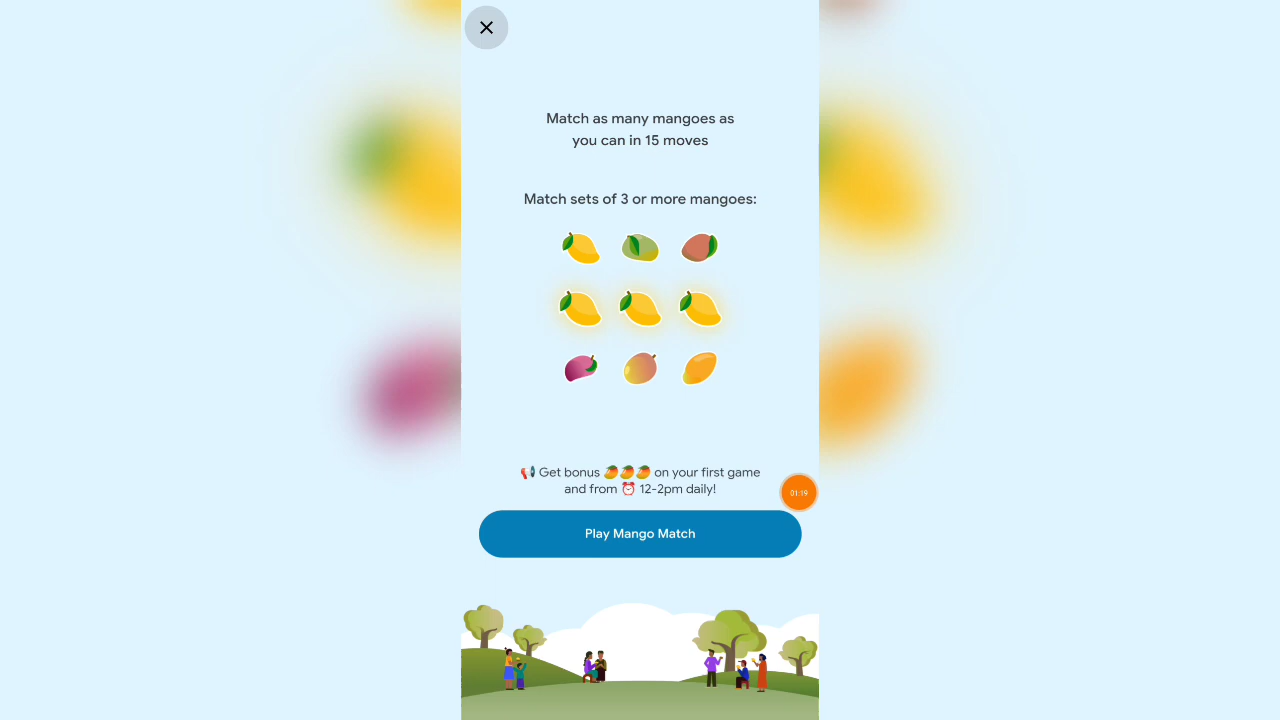 Match as many mangoes as
you can in 15 moves
Match sets of 3 or more mangoes:
📢 Get bonus 🥭🥭🥭 on your first game
and from ⏰ 12-2pm daily!
01:19
Play Mango Match